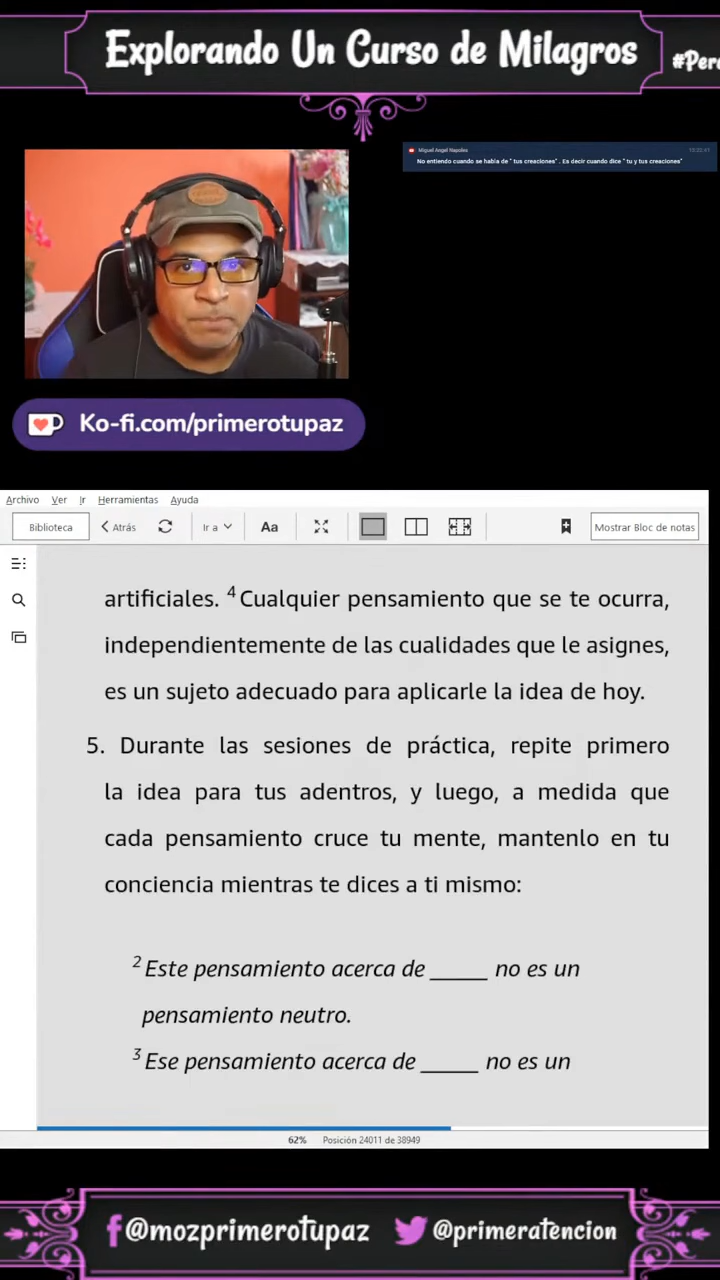 Explorando Un Curso de Milagros
Miguel Angel Napoles
No entiendo cuando se habla de " tus creaciones" . Es decir cuando dice " tu y tus creaciones"
Ko-fi.com/primerotupaz
Archivo Ver Ir Herramientas Ayuda
Biblioteca Atrás Ir a Aa Mostrar Bloc de notas
artificiales. 4 Cualquier pensamiento que se te ocurra,
independientemente de las cualidades que le asignes,
es un sujeto adecuado para aplicarle la idea de hoy.
5. Durante las sesiones de práctica, repite primero
la idea para tus adentros, y luego, a medida que
cada pensamiento cruce tu mente, mantenlo en tu
conciencia mientras te dices a ti mismo:
2 Este pensamiento acerca de _____ no es un
pensamiento neutro.
3 Ese pensamiento acerca de _____ no es un
62% Posición 24011 de 38949
@mozprimerotupaz @primeratencion